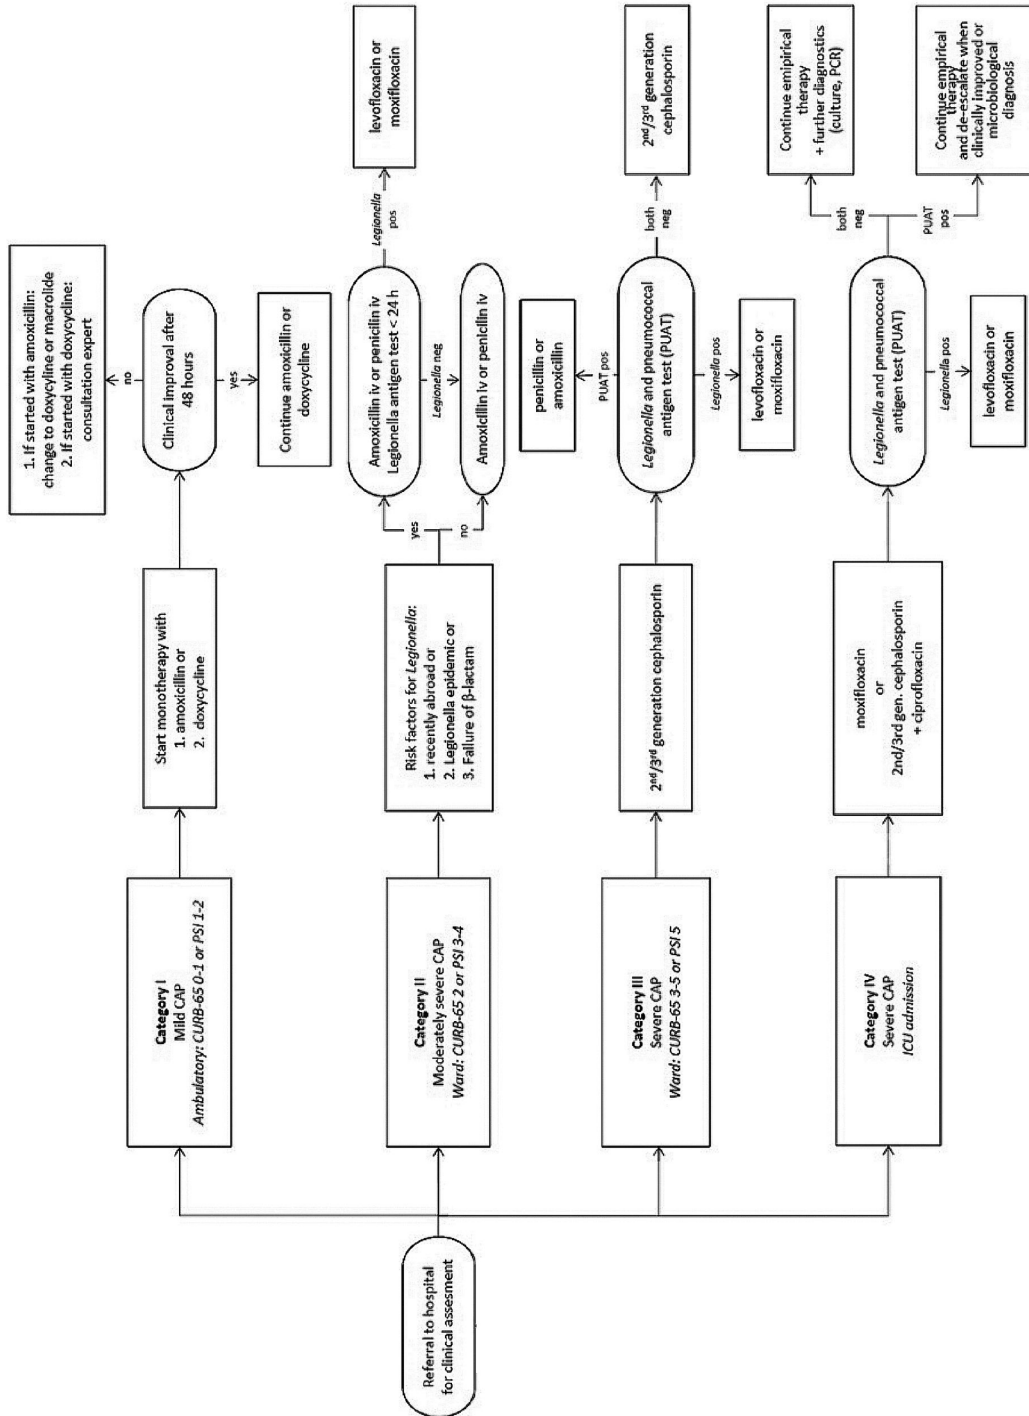 Referral to hospital
for clinical assesment
Category I
Mild CAP
Ambulatory: CURB-65 0-1 or PSI 1-2
Start monotherapy with
1. amoxicillin or
2. doxycycline
Clinical improval after
48 hours
no
1. If started with amoxicillin:
change to doxycyline or macrolide
2. If started with doxycycline:
consultation expert
yes
Continue amoxicillin or
doxycycline
Category II
Moderately severe CAP
Ward: CURB-65 2 or PSI 3-4
Risk factors for Legionella:
1. recently abroad or
2. Legionella epidemic or
3. Failure of β-lactam
yes
Amoxicillin iv or penicilin iv
Legionella antigen test < 24 h
Legionella
pos
levofloxacin or
moxifloxacin
Legionella neg
no
Amoxicillin iv or penicillin iv
Category III
Severe CAP
Ward: CURB-65 3-5 or PSI 5
2nd/3rd generation cephalosporin
Legionella and pneumococcal
antigen test (PUAT)
PUAT pos
penicillin or
amoxicillin
both
neg
2nd/3rd generation
cephalosporin
Legionella pos
levofloxacin or
moxifloxacin
Category IV
Severe CAP
ICU admission
moxifloxacin
or
2nd/3rd gen. cephalosporin
+ ciprofloxacin
Legionella and pneumococcal
antigen test (PUAT)
both
neg
Continue emipirical
therapy
+ further diagnostics
(culture, PCR)
PUAT
pos
Continue empirical
therapy
and de-escalate when
clinically improved or
microbiological
diagnosis
Legionella pos
levofloxacin or
moxifloxacin